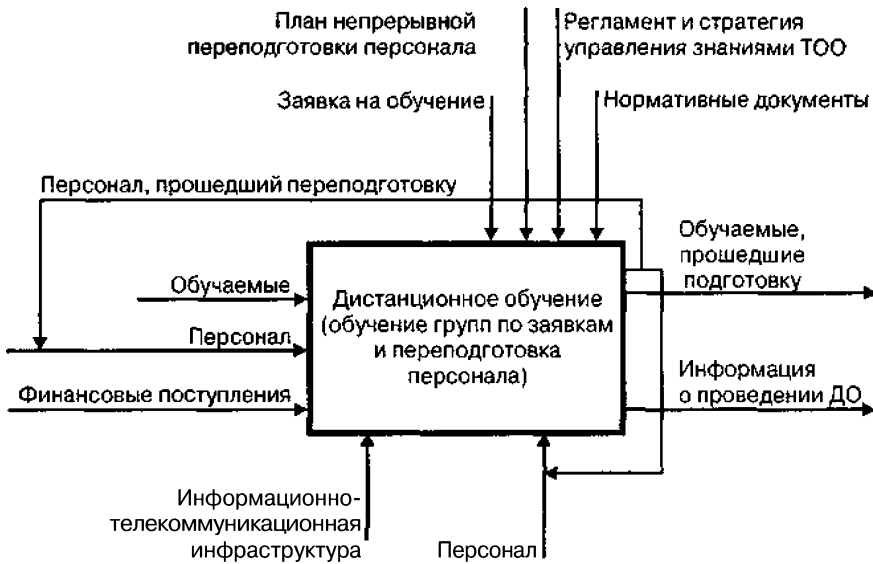 План непрерывной
переподготовки персонала
Регламент и стратегия
управления знаниями ТОО
Заявка на обучение
Нормативные документы
Персонал, прошедший переподготовку
Обучаемые,
прошедшие
подготовку
Обучаемые
Дистанционное обучение
(обучение групп по заявкам
и переподготовка
персонала)
Персонал
Финансовые поступления
Информация
о проведении ДО
Информационно-
телекоммуникационная
инфраструктура
Персонал